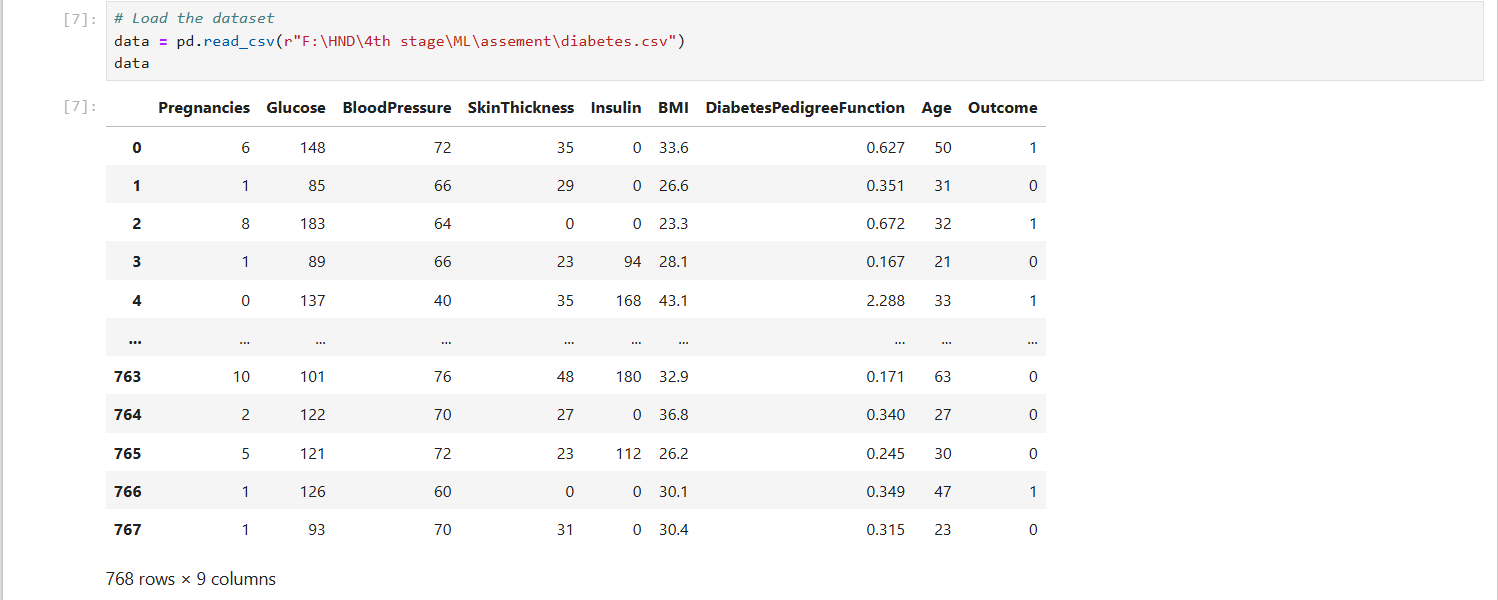 [7]: # Load the dataset
data = pd.read_csv(r"F:\HND\4th stage\ML\assement\diabetes.csv")
data
[7]: Pregnancies Glucose BloodPressure SkinThickness Insulin BMI DiabetesPedigreeFunction Age Outcome
0 6 148 72 35 0 33.6 0.627 50 1
1 1 85 66 29 0 26.6 0.351 31 0
2 8 183 64 0 0 23.3 0.672 32 1
3 1 89 66 23 94 28.1 0.167 21 0
4 0 137 40 35 168 43.1 2.288 33 1
... ... ... ... ... ... ... ... ... ...
763 10 101 76 48 180 32.9 0.171 63 0
764 2 122 70 27 0 36.8 0.340 27 0
765 5 121 72 23 112 26.2 0.245 30 0
766 1 126 60 0 0 30.1 0.349 47 1
767 1 93 70 31 0 30.4 0.315 23 0
768 rows × 9 columns